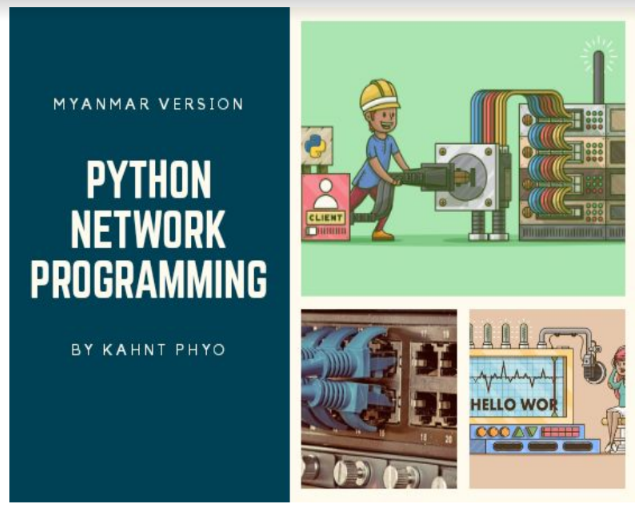 MYANMAR VERSION
PYTHON
NETWORK
PROGRAMMING
BY KAHNT PHYO
CLIENT
HELLO WOR